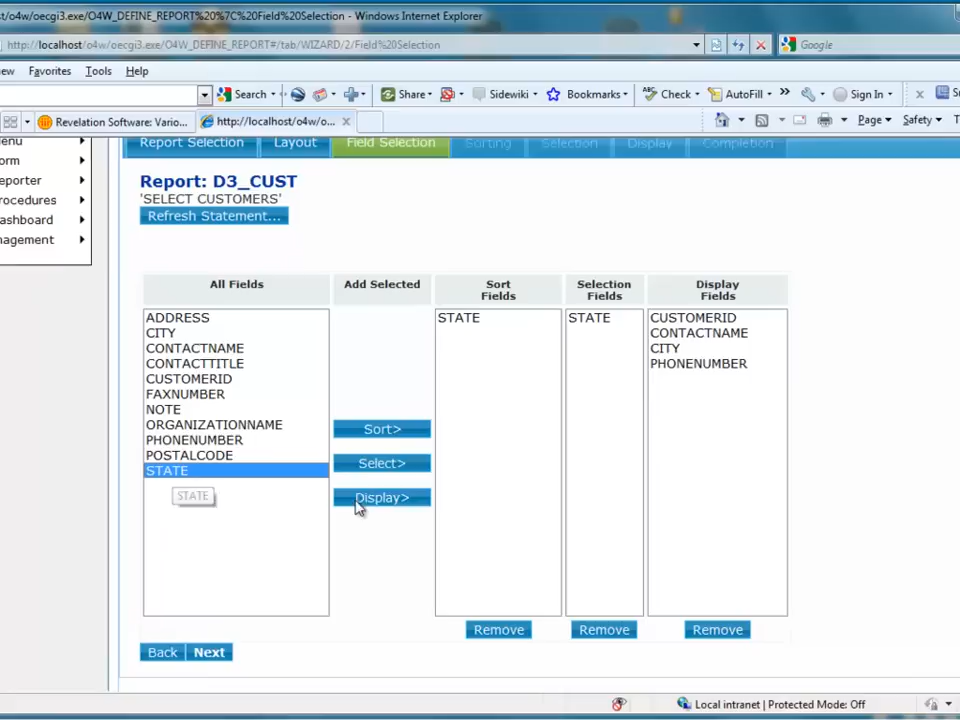 st/o4w/oecgi3.exe/O4W_DEFINE_REPORT%20%7C%20Field%20Selection - Windows Internet Explorer
http://localhost/o4w/oecgi3.exe/O4W_DEFINE_REPORT#/tab/WIZARD/2/Field%20Selection
Google
ew Favorites Tools Help
Search Share Sidewiki Bookmarks Check AutoFill Sign In
Revelation Software: Vario... http://localhost/o4w/o... Page Safety
enu
Report Selection Layout Field Selection Sorting Selection Display Completion
orm
eporter
rocedures
ashboard
nagement
Report: D3_CUST
'SELECT CUSTOMERS'
Refresh Statement...
All Fields
Add Selected
Sort
Fields
Selection
Fields
Display
Fields
ADDRESS
CITY
CONTACTNAME
CONTACTTITLE
CUSTOMERID
FAXNUMBER
NOTE
ORGANIZATIONNAME
PHONENUMBER
POSTALCODE
STATE
STATE
Sort>
Select>
Display>
STATE
STATE
CUSTOMERID
CONTACTNAME
CITY
PHONENUMBER
Remove Remove Remove
Back Next
Local intranet | Protected Mode: Off